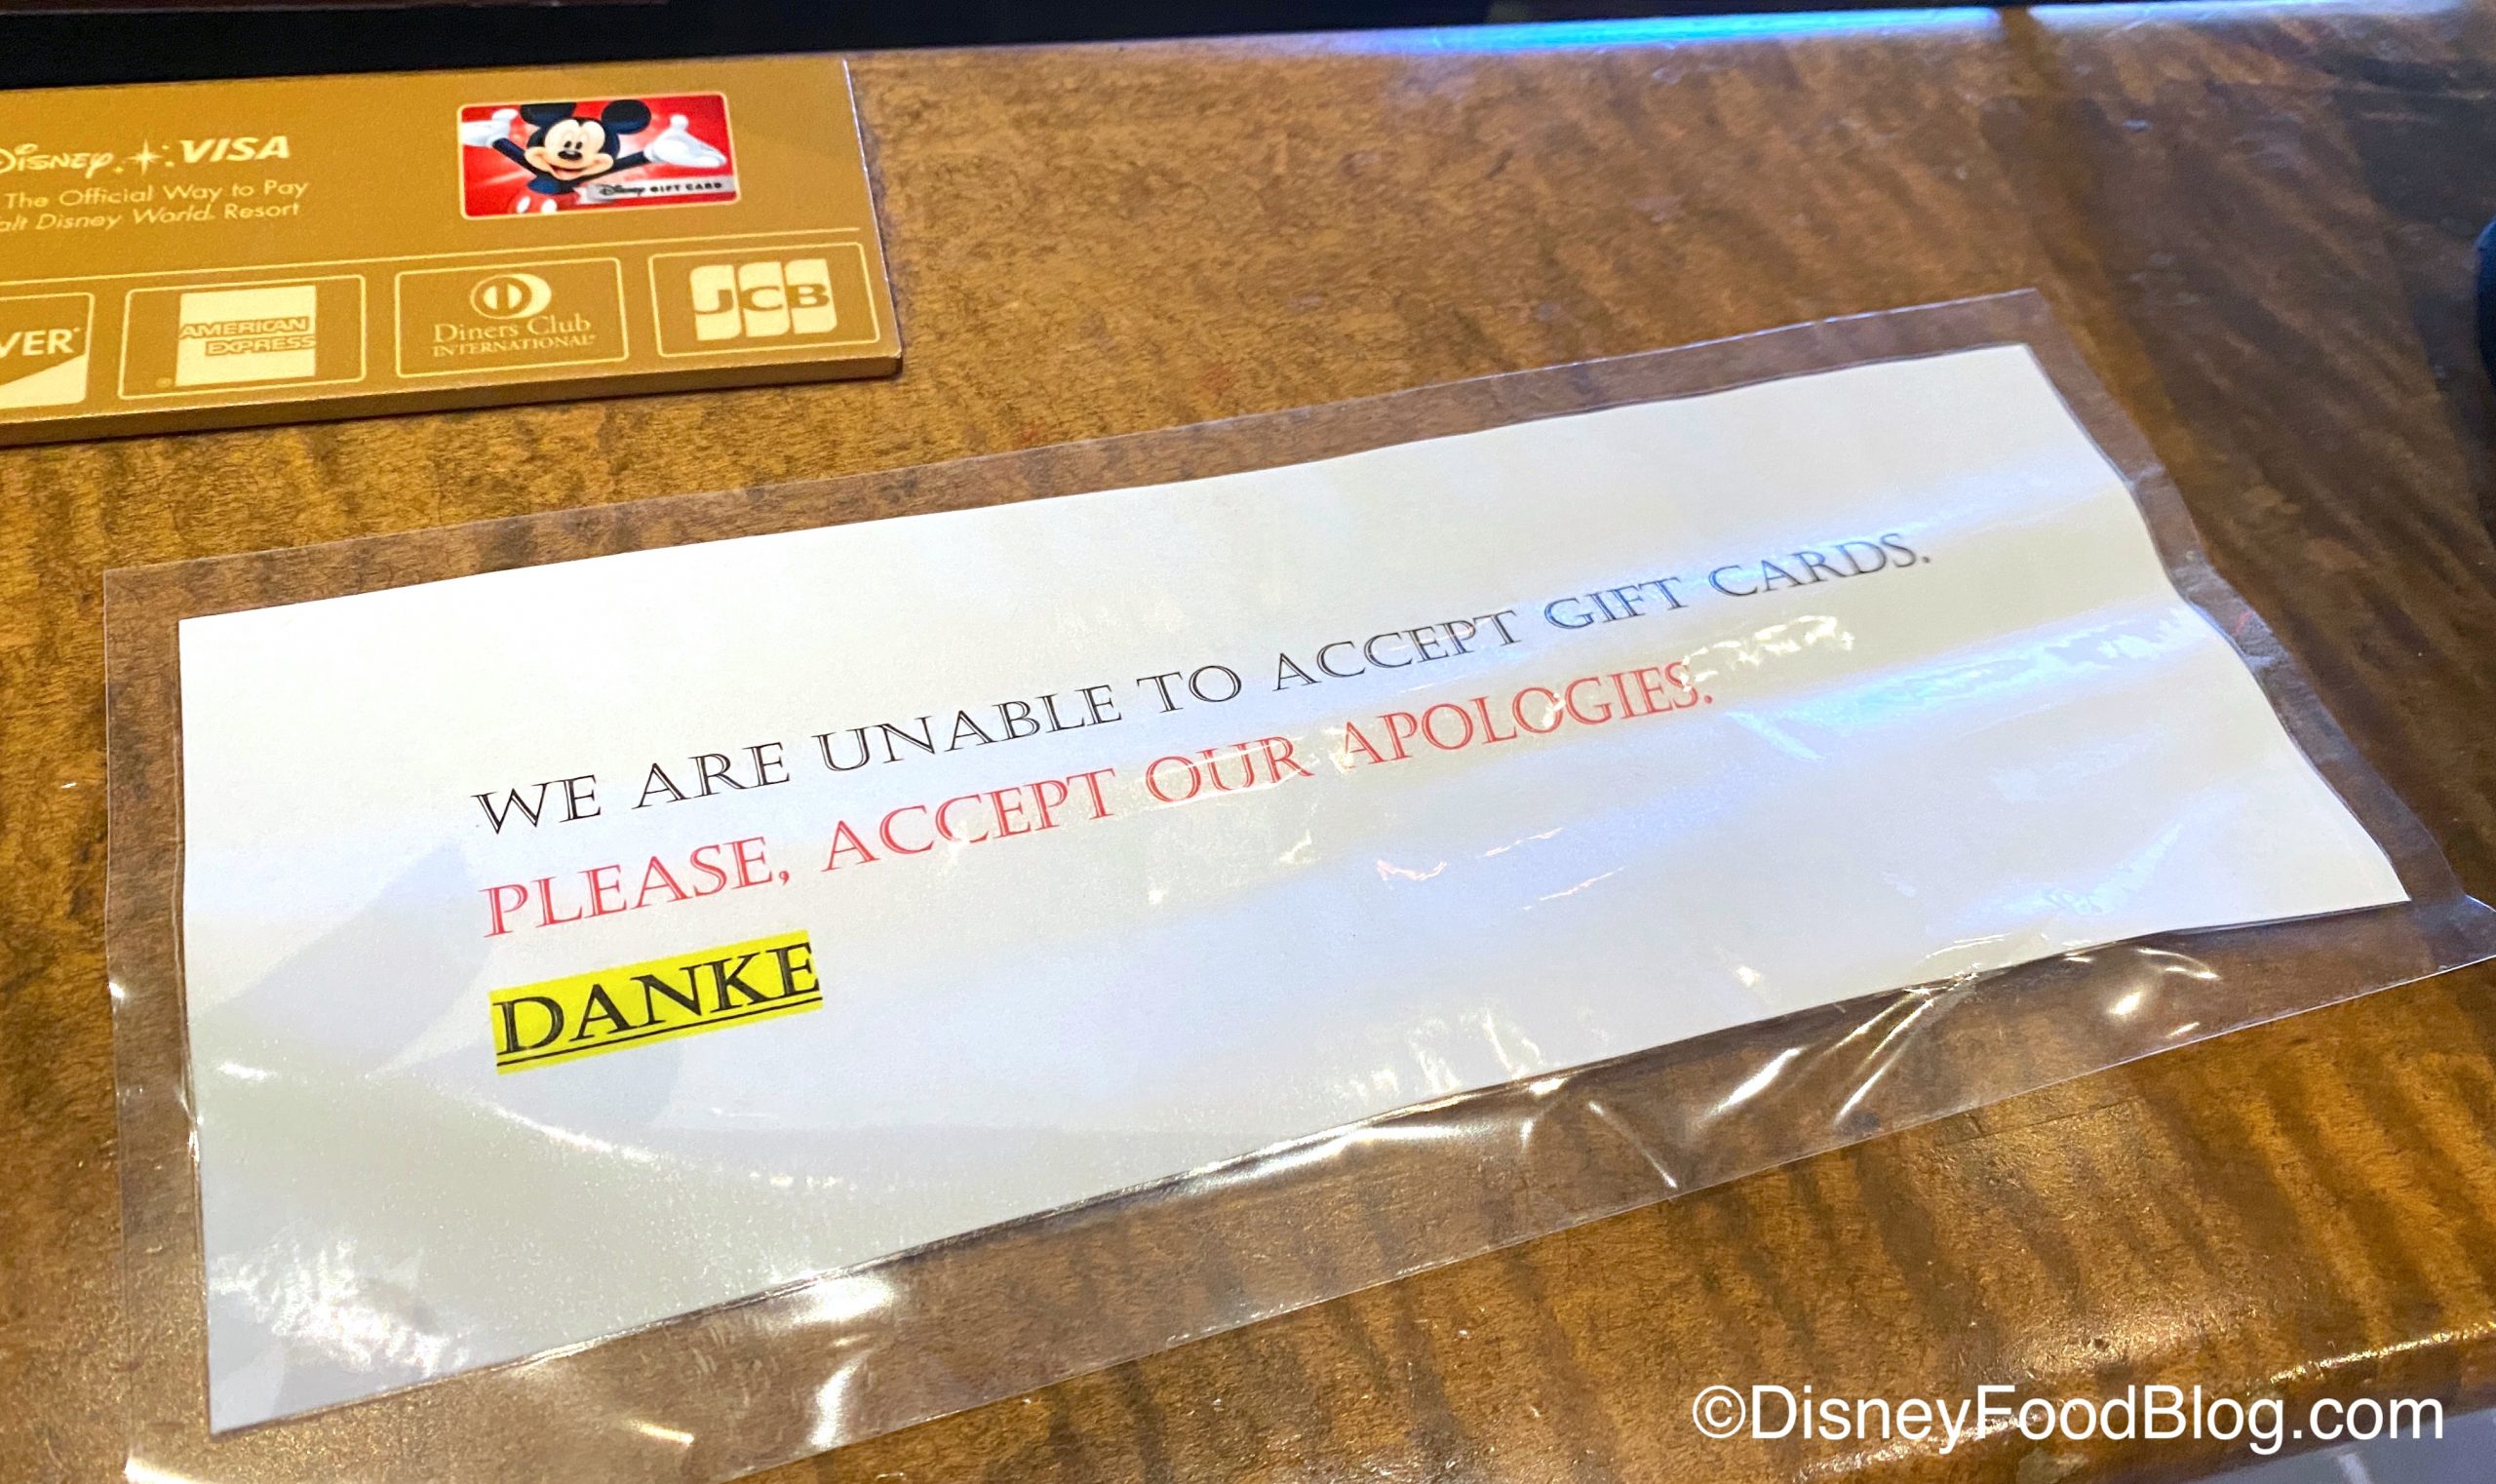 Disney VISA
The Official Way to Pay
Walt Disney World Resort
Disney GIFT CARD
VER
AMERICAN
EXPRESS
Diners Club
INTERNATIONAL
JCB
WE ARE UNABLE TO ACCEPT GIFT CARDS.
PLEASE, ACCEPT OUR APOLOGIES.
DANKE
©DisneyFoodBlog.com